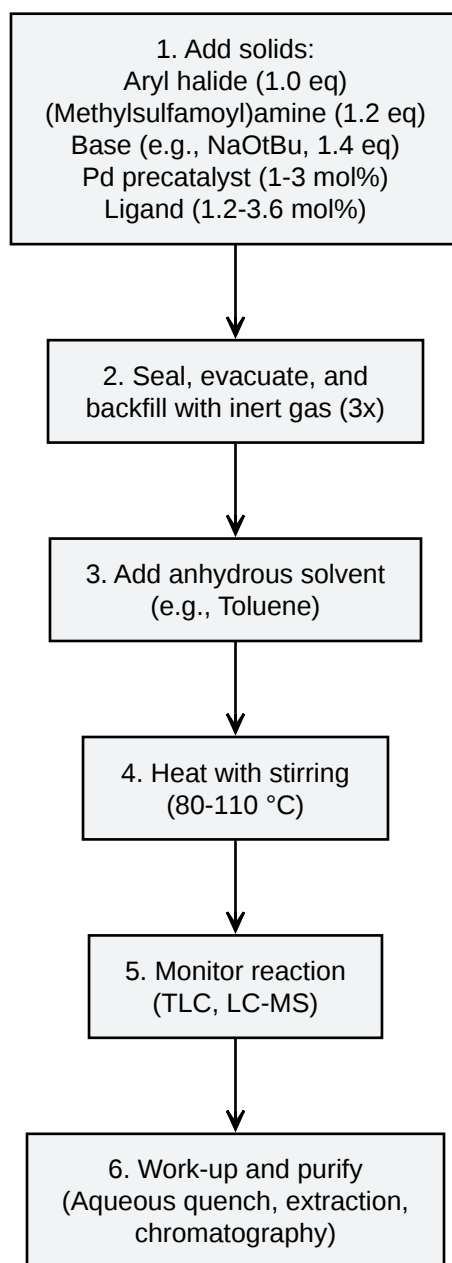 1. Add solids:
Aryl halide (1.0 eq)
(Methylsulfamoyl)amine (1.2 eq)
Base (e.g., NaOtBu, 1.4 eq)
Pd precatalyst (1-3 mol%)
Ligand (1.2-3.6 mol%)
2. Seal, evacuate, and
backfill with inert gas (3x)
3. Add anhydrous solvent
(e.g., Toluene)
4. Heat with stirring
(80-110 °C)
5. Monitor reaction
(TLC, LC-MS)
6. Work-up and purify
(Aqueous quench, extraction,
chromatography)